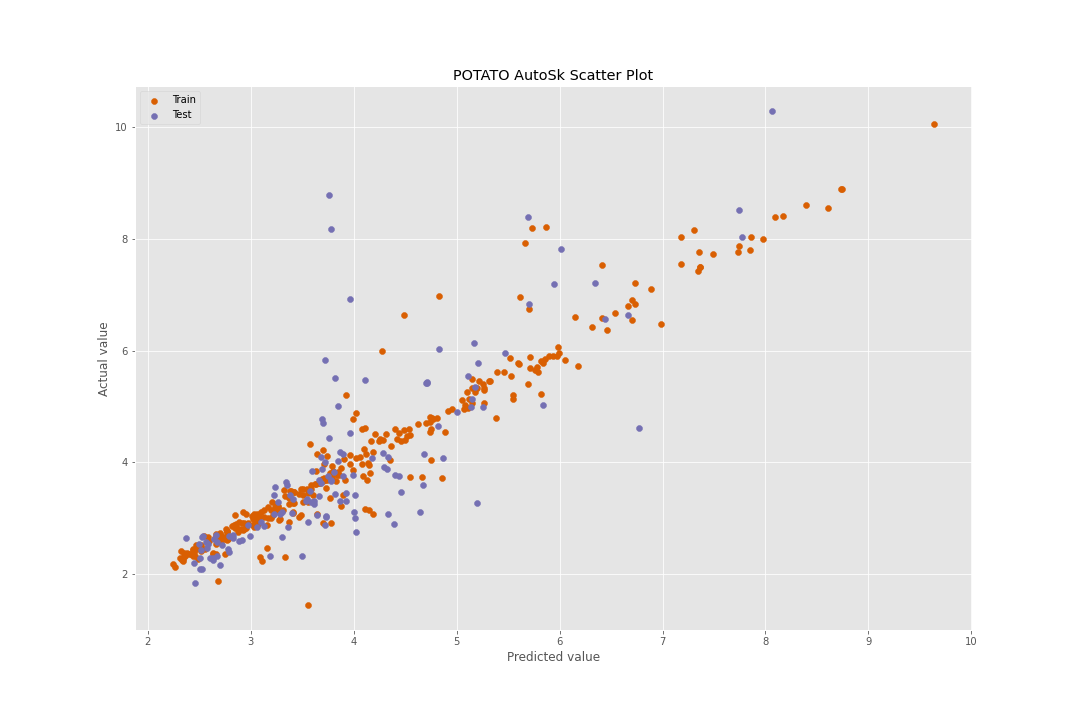 POTATO AutoSk Scatter Plot
Train
Test
10
8
6
4
2
Actual value
2 3 4 5 6 7 8 9 10
Predicted value